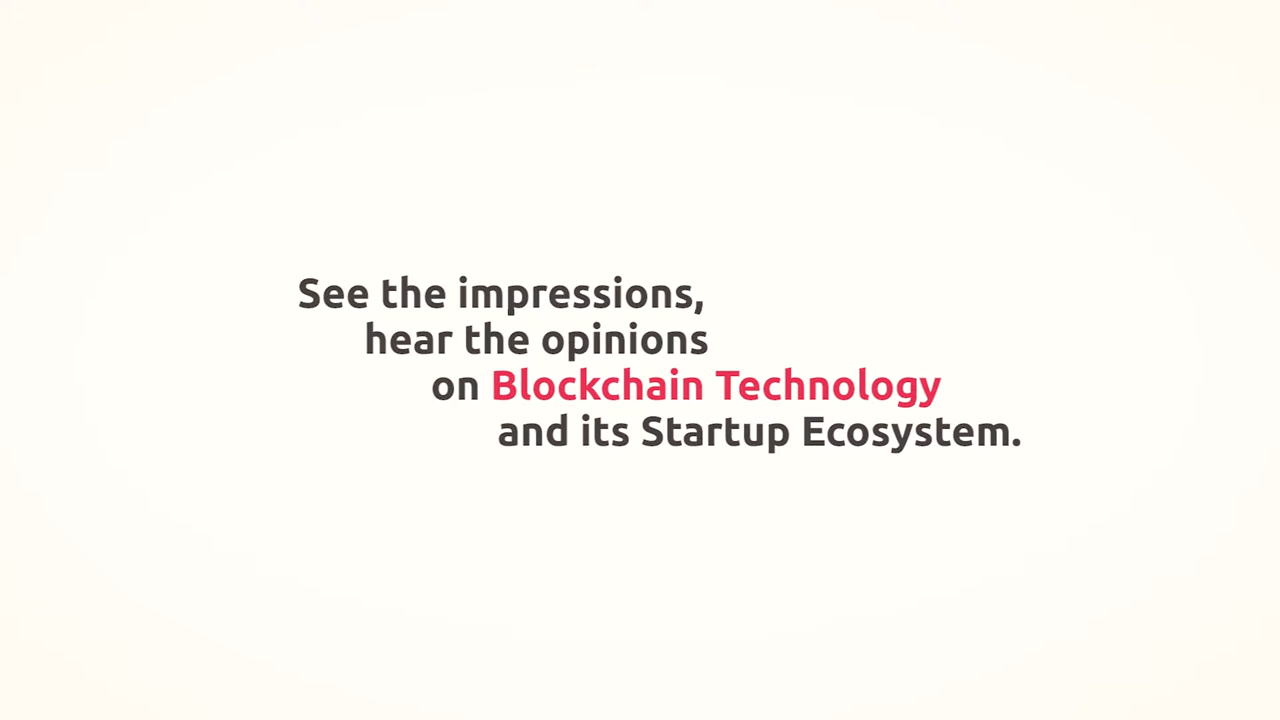 See the impressions,
hear the opinions
on Blockchain Technology
and its Startup Ecosystem.